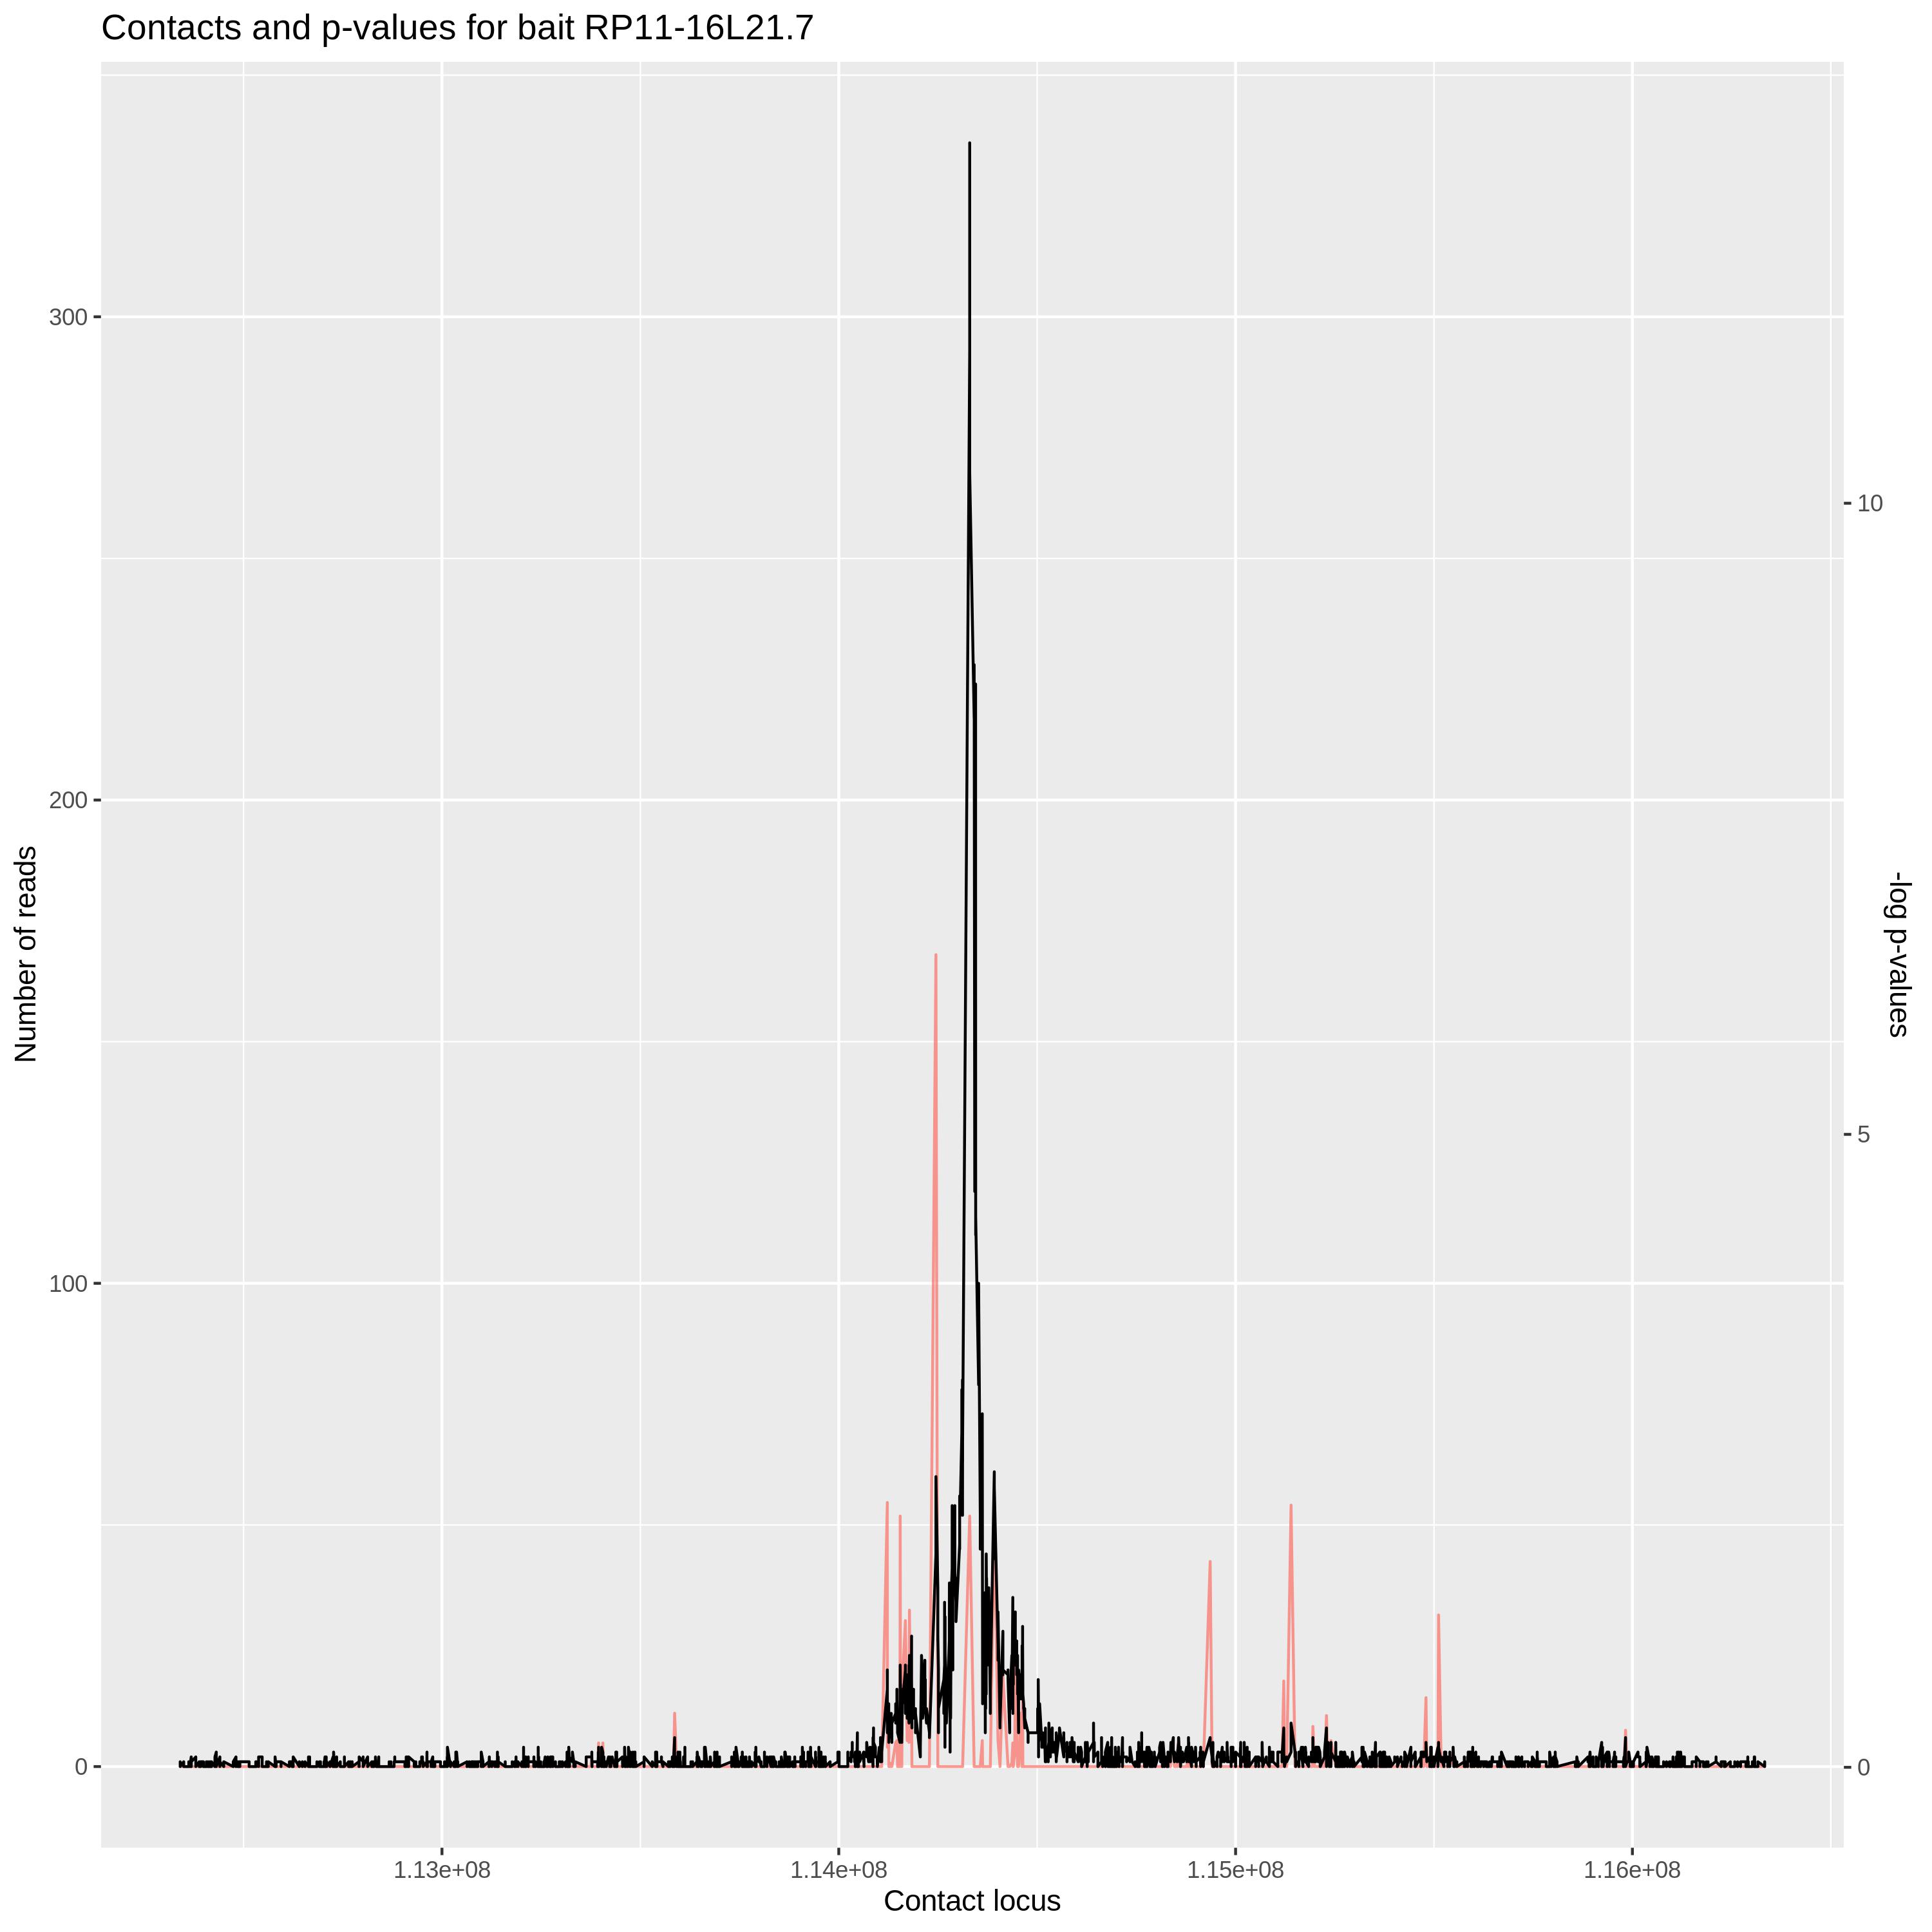 Contacts and p-values for bait RP11-16L21.7
300
200
100
0
Number of reads
10
5
0
-log p-values
1.13e+08
1.14e+08
1.15e+08
1.16e+08
Contact locus